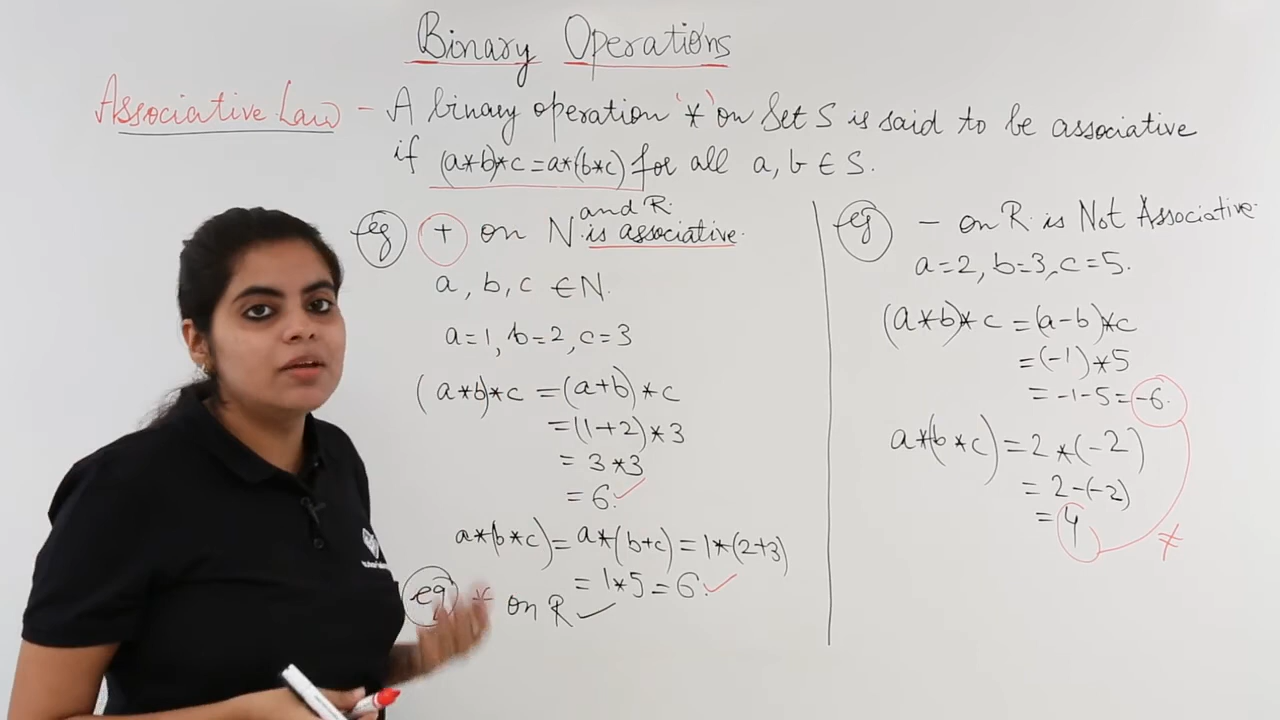 Binary Operations
Associative Law - A binary operation '*' on Set S is said to be associative
if (a*b)*c=a*(b*c) for all a, b ∈ S.
eg + on N and R is associative.
a, b, c ∈ N.
a=1, b=2, c=3
(a*b)*c = (a+b)*c
=(1+2)*3
= 3*3
= 6.✓
a*(b*c)= a*(b+c) = 1*(2+3)
= 1*5 = 6.✓
eg * on R ✓
eg - on R is Not Associative.
a=2, b=3, c=5.
(a*b)*c = (a-b)*c
=(-1)*5
= -1-5= -6.
a*(b*c) = 2*(-2)
= 2-(-2)
= 4
≠